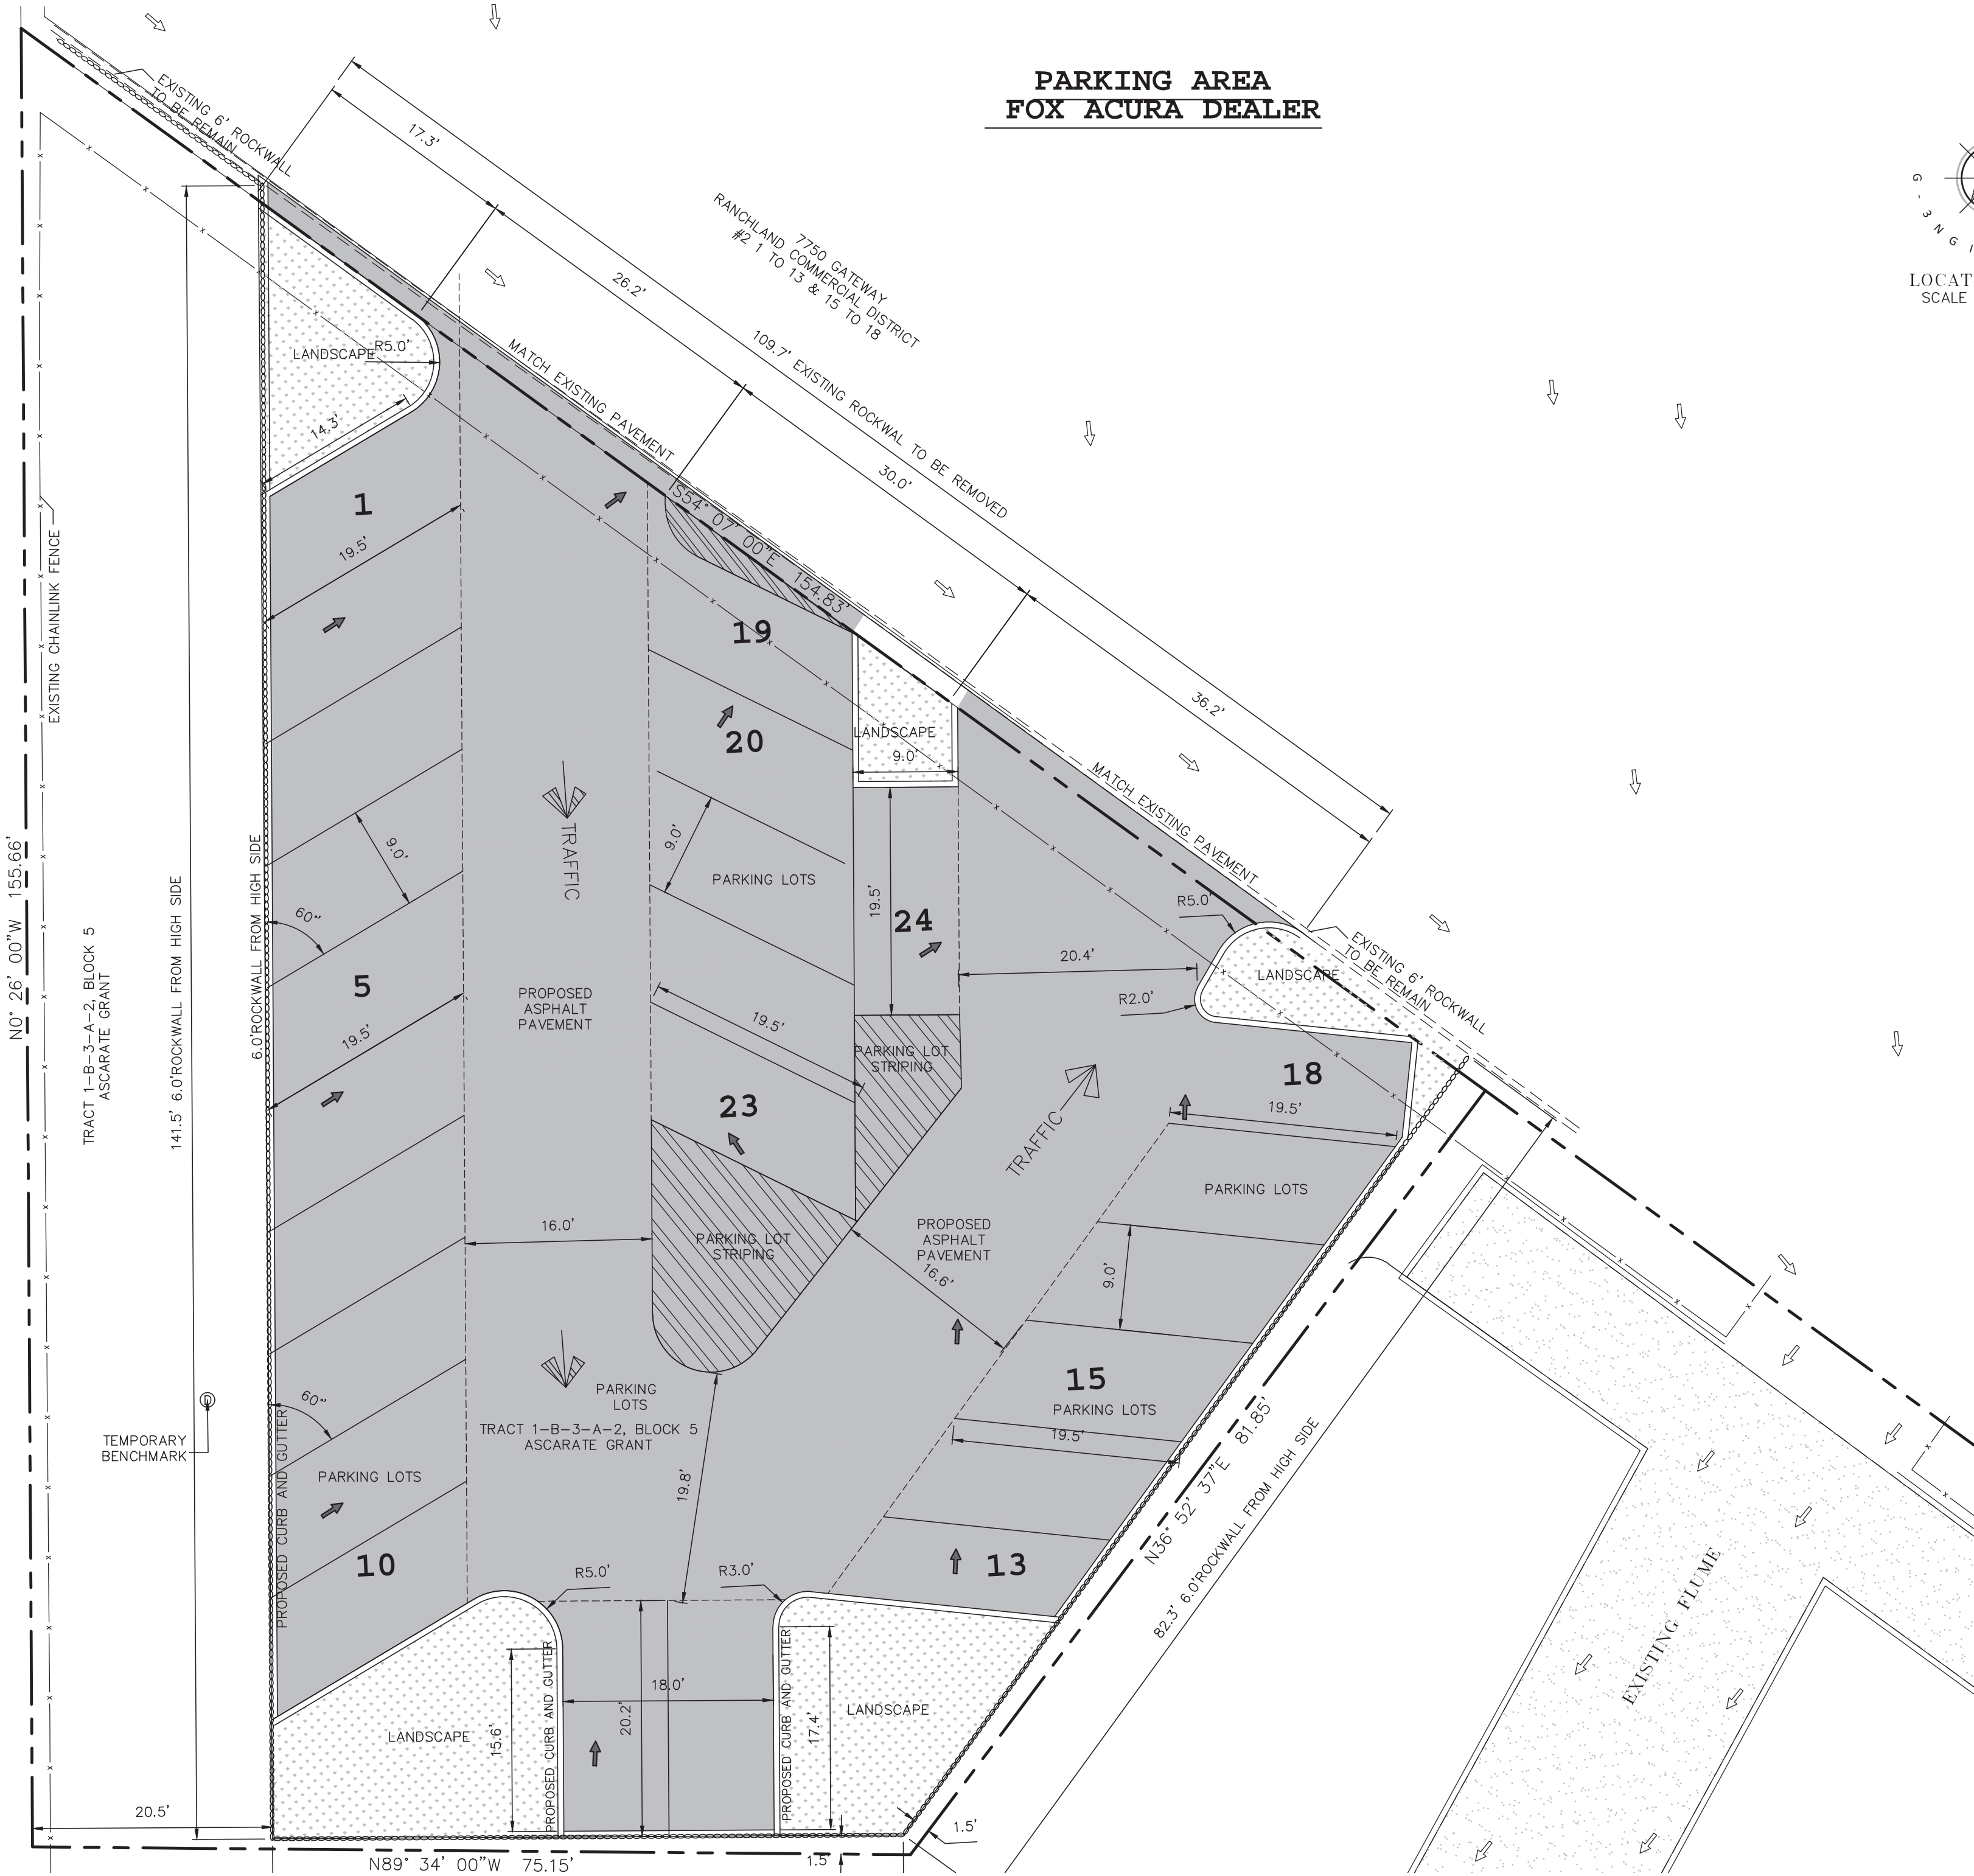 PARKING AREA
FOX ACURA DEALER
EXISTING 6' ROCKWALL
TO BE REMAIN
17.3'
26.2'
30.0'
36.2'
109.7' EXISTING ROCKWAL TO BE REMOVED
7750 GATEWAY
RANCHLAND COMMERCIAL DISTRICT
#2 1 TO 13 & 15 TO 18
G - 3 N G I
LOCAT
SCALE
MATCH EXISTING PAVEMENT
S54° 07' 00"E 154.83'
LANDSCAPE
R5.0'
14.3'
1
19.5'
EXISTING CHAINLINK FENCE
19
20
LANDSCAPE
9.0'
MATCH EXISTING PAVEMENT
TRAFFIC
9.0'
9.0'
PARKING LOTS
19.5'
24
R5.0'
LANDSCAPE
EXISTING 6' ROCKWALL
TO BE REMAIN
20.4'
R2.0'
N0° 26' 00"W 155.66'
TRACT 1-B-3-A-2, BLOCK 5
ASCARATE GRANT
141.5' 6.0'ROCKWALL FROM HIGH SIDE
6.0'ROCKWALL FROM HIGH SIDE
60°'
5
19.5'
PROPOSED
ASPHALT
PAVEMENT
19.5'
PARKING LOT
STRIPING
23
18
19.5'
TRAFFIC
PARKING LOTS
16.0'
PARKING LOT
STRIPING
PROPOSED
ASPHALT
PAVEMENT
16.6'
9.0'
15
PARKING LOTS
19.5'
PARKING
LOTS
TRACT 1-B-3-A-2, BLOCK 5
ASCARATE GRANT
60°'
TEMPORARY
BENCHMARK
PARKING LOTS
PROPOSED CURB AND GUTTER
10
19.8'
R5.0'
R3.0'
13
N36° 52' 37"E 81.85'
82.3' 6.0'ROCKWALL FROM HIGH SIDE
EXISTING FLUME
LANDSCAPE
15.6'
PROPOSED CURB AND GUTTER
18.0'
20.2'
PROPOSED CURB AND GUTTER
17.4'
LANDSCAPE
20.5'
1.5'
1.5'
N89° 34' 00"W 75.15'